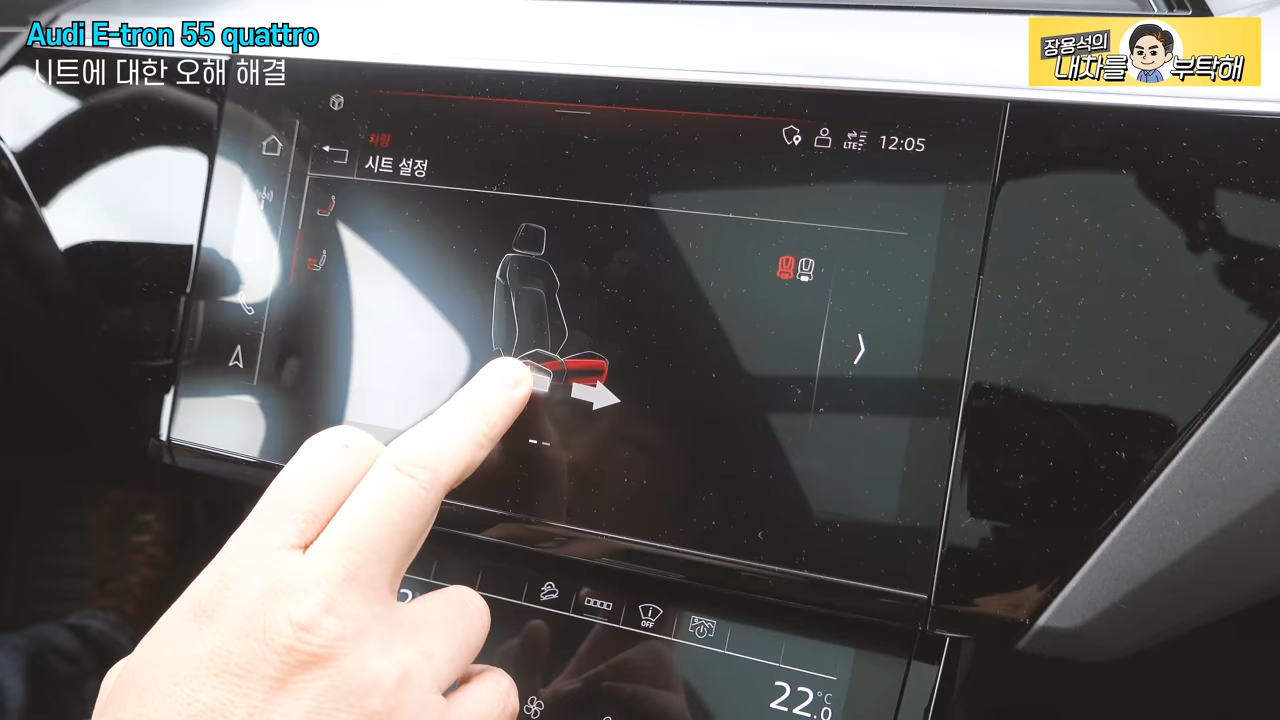 Audi E-tron 55 quattro
시트에 대한 오해 해결
장용석의
내차를 부탁해
차량
시트 설정
LTE
12:05
OFF
22.0 °C